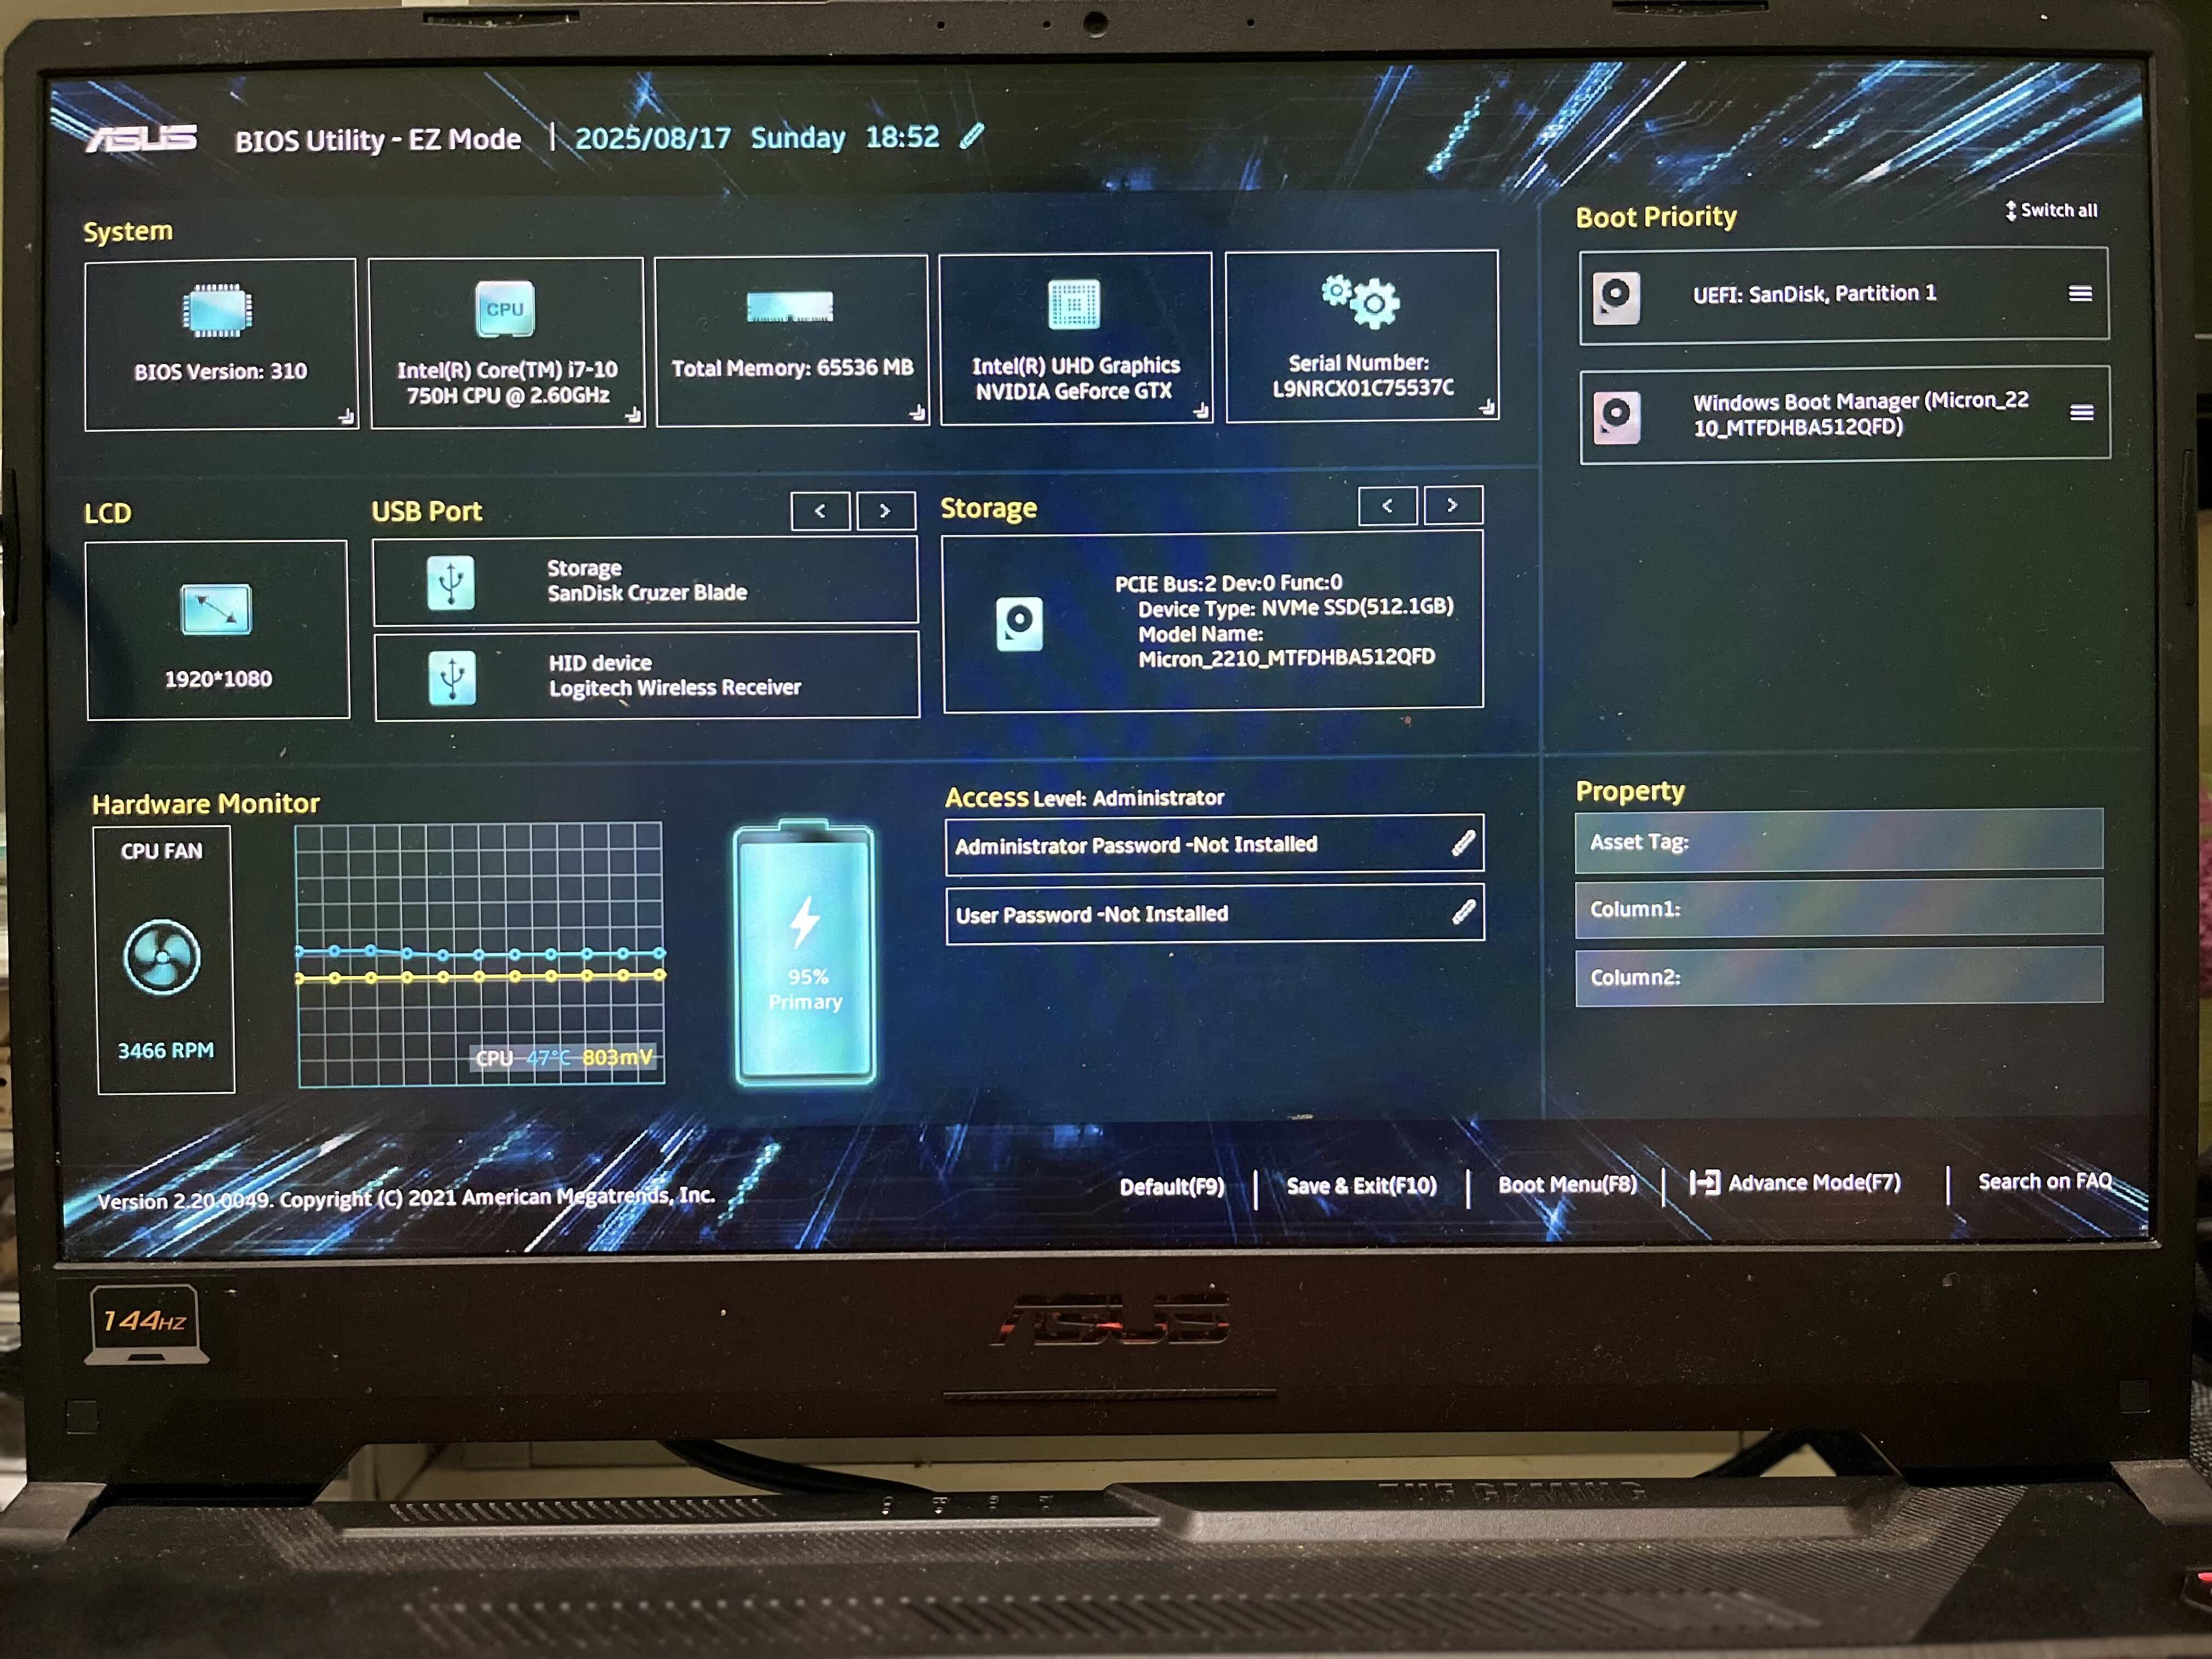 ASUS BIOS Utility - EZ Mode 2025/08/17 Sunday 18:52
System
BIOS Version: 310
CPU
Intel(R) Core(TM) i7-10
750H CPU @ 2.60GHz
Total Memory: 65536 MB
Intel(R) UHD Graphics
NVIDIA GeForce GTX
Serial Number:
L9NRCX01C75537C
Boot Priority
Switch all
UEFI: SanDisk, Partition 1
Windows Boot Manager (Micron_22
10_MTFDHBA512QFD)
LCD
1920*1080
USB Port
< >
Storage
SanDisk Cruzer Blade
HID device
Logitech Wireless Receiver
Storage
< >
PCIE Bus:2 Dev:0 Func:0
Device Type: NVMe SSD(512.1GB)
Model Name:
Micron_2210_MTFDHBA512QFD
Hardware Monitor
CPU FAN
3466 RPM
CPU 47°C 803mV
95%
Primary
Access Level: Administrator
Administrator Password -Not Installed
User Password -Not Installed
Property
Asset Tag:
Column1:
Column2:
Version 2.20.0049. Copyright (C) 2021 American Megatrends, Inc.
Default(F9)
Save & Exit(F10)
Boot Menu(F8)
Advance Mode(F7)
Search on FAQ
144HZ
ASUS
TUF GAMING